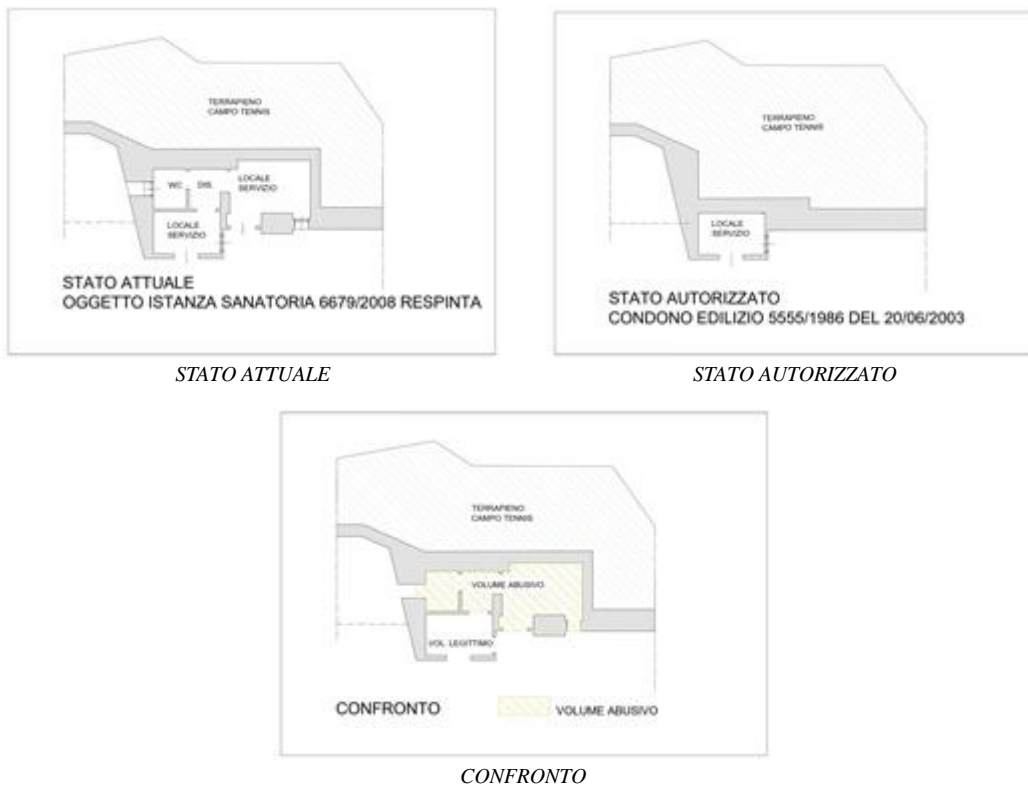 TERRAPIENO
CAMPO TENNIS
WC
DIS.
LOCALE
SERVIZIO
LOCALE
SERVIZIO
STATO ATTUALE
OGGETTO ISTANZA SANATORIA 6679/2008 RESPINTA
STATO ATTUALE
TERRAPIENO
CAMPO TENNIS
LOCALE
SERVIZIO
STATO AUTORIZZATO
CONDONO EDILIZIO 5555/1986 DEL 20/06/2003
STATO AUTORIZZATO
TERRAPIENO
CAMPO TENNIS
VOLUME ABUSIVO
VOL. LEGITTIMO
CONFRONTO
VOLUME ABUSIVO
CONFRONTO